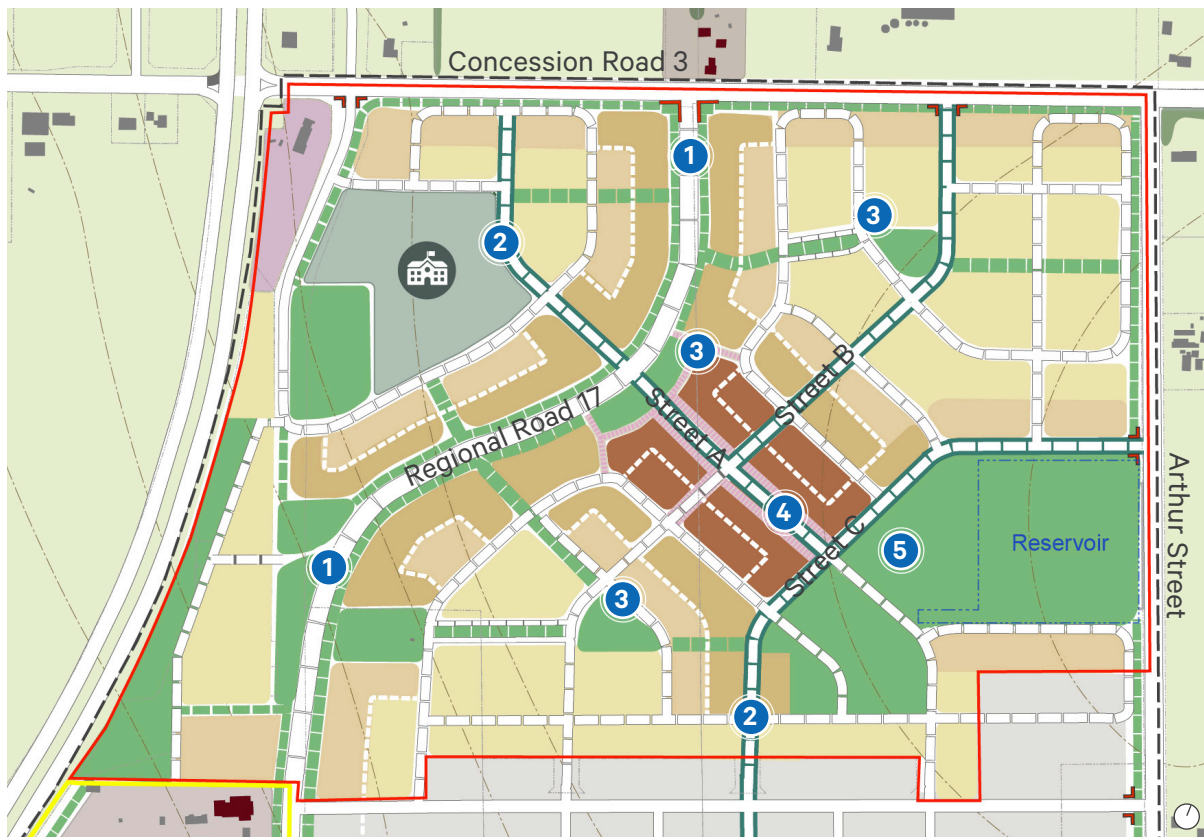 Concession Road 3
1
3
2
Street B
3
Regional Road 17
Street A
4
Street C
5
Reservoir
Arthur Street
1
3
2